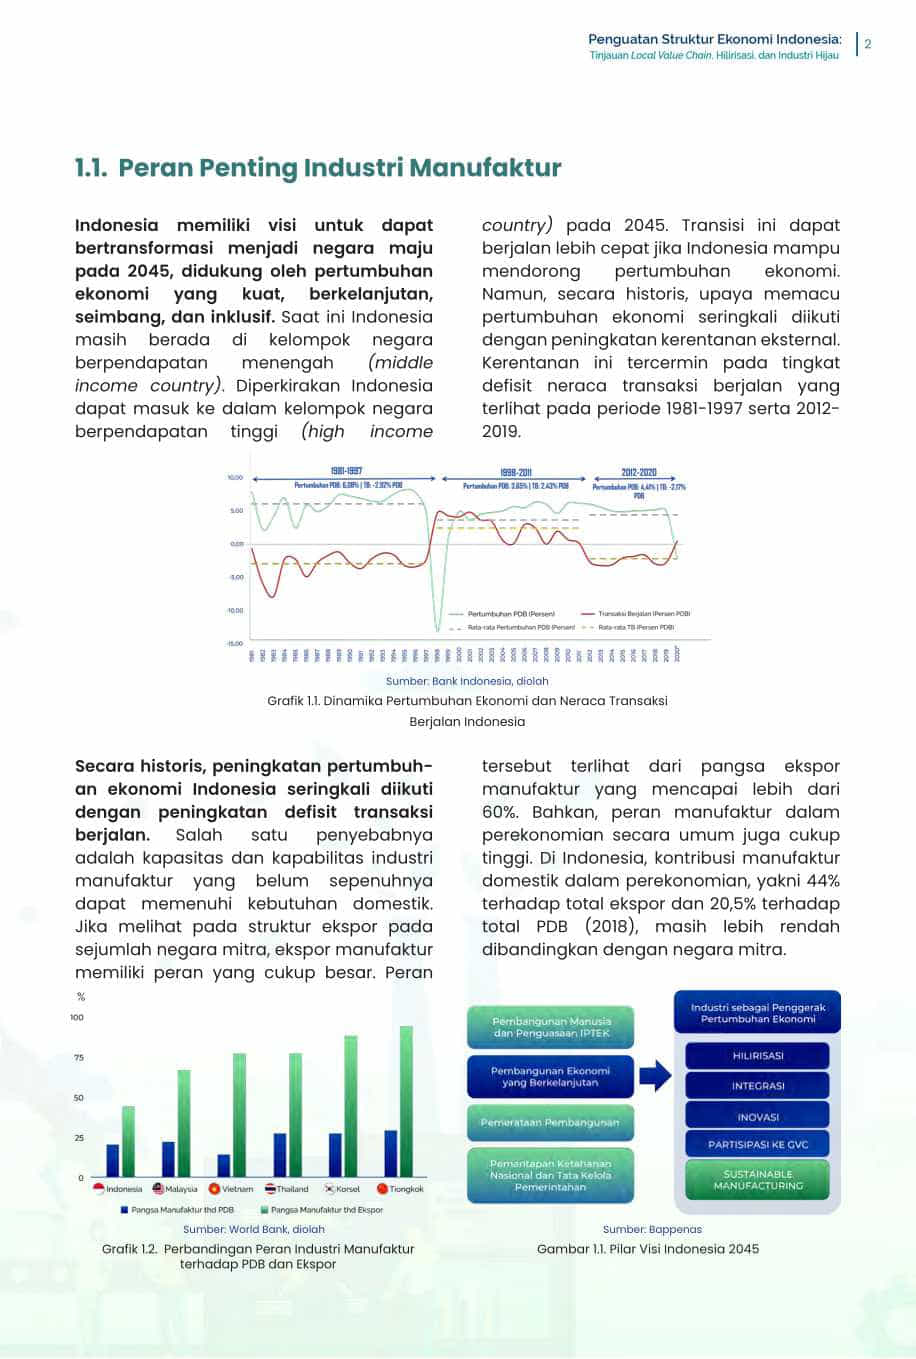 Penguatan Struktur Ekonomi Indonesia:
Tinjauan Local Value Chain, Hilirisasi, dan Industri Hijau
2
1.1. Peran Penting Industri Manufaktur
Indonesia memiliki visi untuk dapat
bertransformasi menjadi negara maju
pada 2045, didukung oleh pertumbuhan
ekonomi yang kuat, berkelanjutan,
seimbang, dan inklusif. Saat ini Indonesia
masih berada di kelompok negara
berpendapatan menengah (middle
income country). Diperkirakan Indonesia
dapat masuk ke dalam kelompok negara
berpendapatan tinggi (high income
country) pada 2045. Transisi ini dapat
berjalan lebih cepat jika Indonesia mampu
mendorong pertumbuhan ekonomi.
Namun, secara historis, upaya memacu
pertumbuhan ekonomi seringkali diikuti
dengan peningkatan kerentanan eksternal.
Kerentanan ini tercermin pada tingkat
defisit neraca transaksi berjalan yang
terlihat pada periode 1981-1997 serta 2012-
2019.
1981-1997
Pertumbuhan PDB: 6,08% | TB: -2,92% PDB
1998-2011
Pertumbuhan PDB: 3,65% | TB: 2,43% PDB
2012-2020
Pertumbuhan PDB: 4,41% | TB: -2,17%
PDB
10,00
5,00
0,00
-5,00
-10,00
-15,00
Pertumbuhan PDB (Persen)
Transaksi Berjalan (Persen PDB)
Rata-rata Pertumbuhan PDB (Persen)
Rata-rata TB (Persen PDB)
1981 1982 1983 1984 1985 1986 1987 1988 1989 1990 1991 1992 1993 1994 1995 1996 1997 1998 1999 2000 2001 2002 2003 2004 2005 2006 2007 2008 2009 2010 2011 2012 2013 2014 2015 2016 2017 2018 2019 2020*
Sumber: Bank Indonesia, diolah
Grafik 1.1. Dinamika Pertumbuhan Ekonomi dan Neraca Transaksi
Berjalan Indonesia
Secara historis, peningkatan pertumbuh-
an ekonomi Indonesia seringkali diikuti
dengan peningkatan defisit transaksi
berjalan. Salah satu penyebabnya
adalah kapasitas dan kapabilitas industri
manufaktur yang belum sepenuhnya
dapat memenuhi kebutuhan domestik.
Jika melihat pada struktur ekspor pada
sejumlah negara mitra, ekspor manufaktur
memiliki peran yang cukup besar. Peran
tersebut terlihat dari pangsa ekspor
manufaktur yang mencapai lebih dari
60%. Bahkan, peran manufaktur dalam
perekonomian secara umum juga cukup
tinggi. Di Indonesia, kontribusi manufaktur
domestik dalam perekonomian, yakni 44%
terhadap total ekspor dan 20,5% terhadap
total PDB (2018), masih lebih rendah
dibandingkan dengan negara mitra.
%
100
75
50
25
0
Indonesia Malaysia Vietnam Thailand Korsel Tiongkok
Pangsa Manufaktur thd PDB
Pangsa Manufaktur thd Ekspor
Sumber: World Bank, diolah
Grafik 1.2. Perbandingan Peran Industri Manufaktur
terhadap PDB dan Ekspor
Pembangunan Manusia
dan Penguasaan IPTEK
Pembangunan Ekonomi
yang Berkelanjutan
Pemerataan Pembangunan
Pemantapan Ketahanan
Nasional dan Tata Kelola
Pemerintahan
Industri sebagai Penggerak
Pertumbuhan Ekonomi
HILIRISASI
INTEGRASI
INOVASI
PARTISIPASI KE GVC
SUSTAINABLE
MANUFACTURING
Sumber: Bappenas
Gambar 1.1. Pilar Visi Indonesia 2045